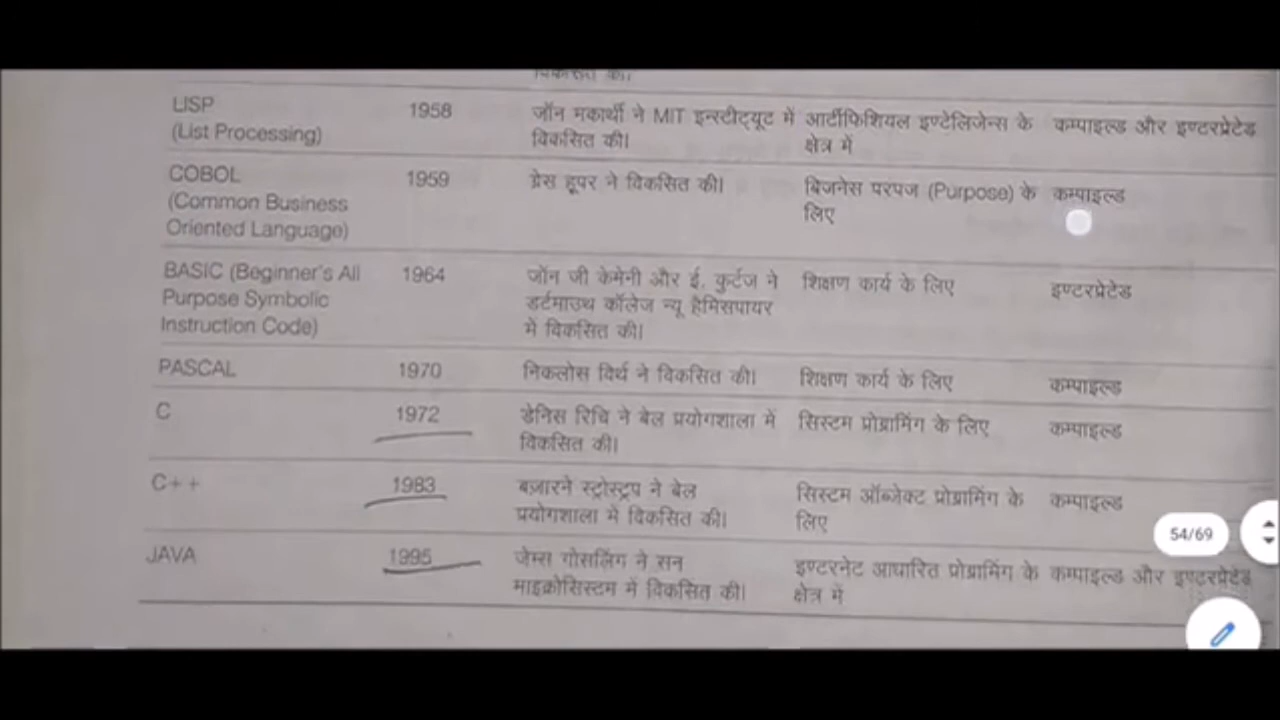 विकसित की।
LISP 1958 जॉन मकार्थी ने MIT इन्स्टीट्यूट में आर्टीफिशियल इण्टेलिजेन्स के कम्पाइल्ड और इण्टरप्रेटेड
(List Processing) विकसित की। क्षेत्र में
COBOL 1959 ग्रेस हूपर ने विकसित की। बिजनेस परपज (Purpose) के कम्पाइल्ड
(Common Business लिए
Oriented Language)
BASIC (Beginner's All 1964 जॉन जी केमेनी और ई. कुर्टज ने शिक्षण कार्य के लिए इण्टरप्रेटेड
Purpose Symbolic डर्टमाउथ कॉलेज न्यू हैमिसपायर
Instruction Code) में विकसित की।
PASCAL 1970 निकलोस विर्थ ने विकसित की। शिक्षण कार्य के लिए कम्पाइल्ड
C 1972 डेनिस रिचि ने बेल प्रयोगशाला में सिस्टम प्रोग्रामिंग के लिए कम्पाइल्ड
विकसित की।
C++ 1983 बज़ारने स्ट्रोस्ट्रप ने बेल सिस्टम ऑब्जेक्ट प्रोग्रामिंग के कम्पाइल्ड
प्रयोगशाला में विकसित की। लिए
54/69
JAVA 1995 जेम्स गोसलिंग ने सन इण्टरनेट आधारित प्रोग्रामिंग के कम्पाइल्ड और इण्टरप्रेटेड
माइक्रोसिस्टम में विकसित की। क्षेत्र में